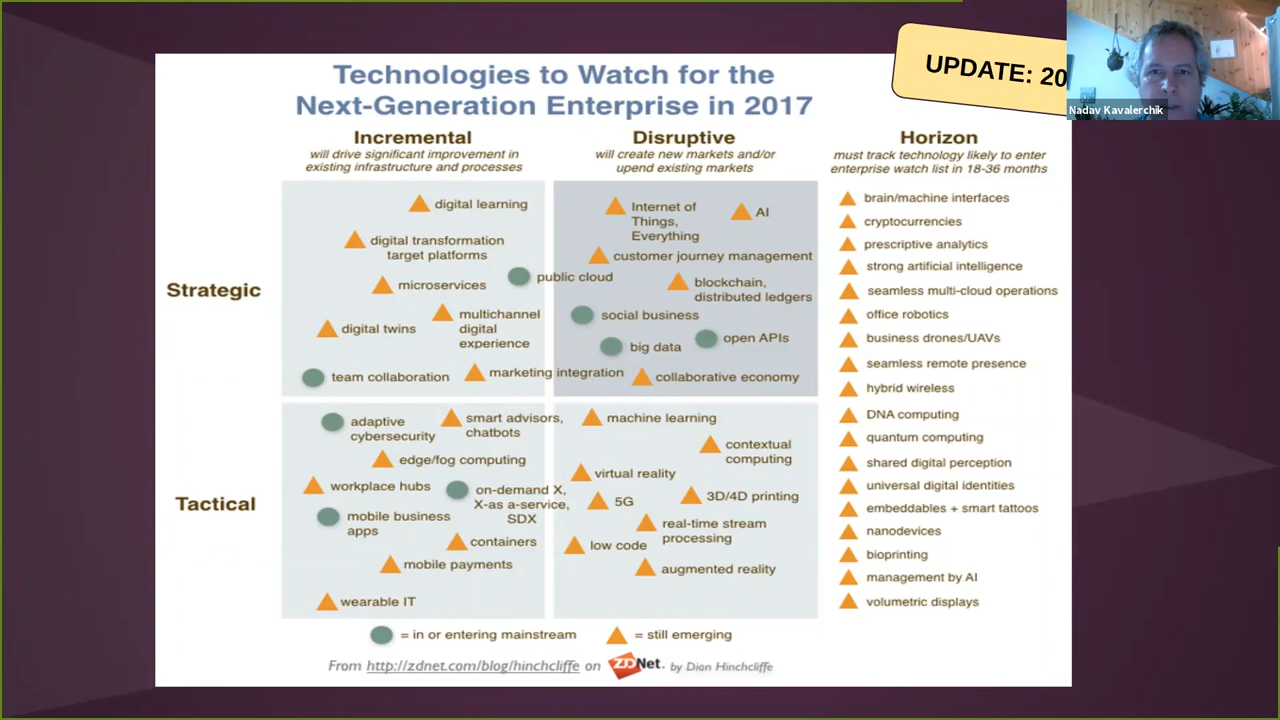 Technologies to Watch for the
Next-Generation Enterprise in 2017
UPDATE: 20
Nadav Kavalerchik
Incremental
will drive significant improvement in
existing infrastructure and processes
Disruptive
will create new markets and/or
upend existing markets
Horizon
must track technology likely to enter
enterprise watch list in 18-36 months
Strategic
digital learning
digital transformation
target platforms
microservices
public cloud
digital twins
multichannel
digital
experience
team collaboration
marketing integration
Internet of
Things,
Everything
AI
customer journey management
blockchain,
distributed ledgers
social business
big data
open APIs
collaborative economy
Tactical
adaptive
cybersecurity
smart advisors,
chatbots
edge/fog computing
workplace hubs
on-demand X,
X-as a-service,
SDX
mobile business
apps
containers
mobile payments
wearable IT
machine learning
contextual
computing
virtual reality
5G
3D/4D printing
real-time stream
processing
low code
augmented reality
brain/machine interfaces
cryptocurrencies
prescriptive analytics
strong artificial intelligence
seamless multi-cloud operations
office robotics
business drones/UAVs
seamless remote presence
hybrid wireless
DNA computing
quantum computing
shared digital perception
universal digital identities
embeddables + smart tattoos
nanodevices
bioprinting
management by AI
volumetric displays
= in or entering mainstream
= still emerging
From http://zdnet.com/blog/hinchcliffe on ZDNet. by Dion Hinchcliffe